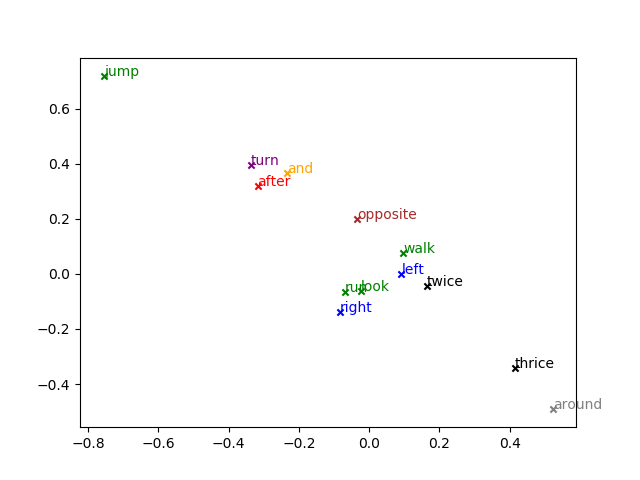 jump
0.6
turn
and
0.4
after
0.2
opposite
walk
left
0.0
twice
run
look
right
−0.2
thrice
−0.4
around
−0.8
−0.6
−0.4
−0.2
0.0
0.2
0.4